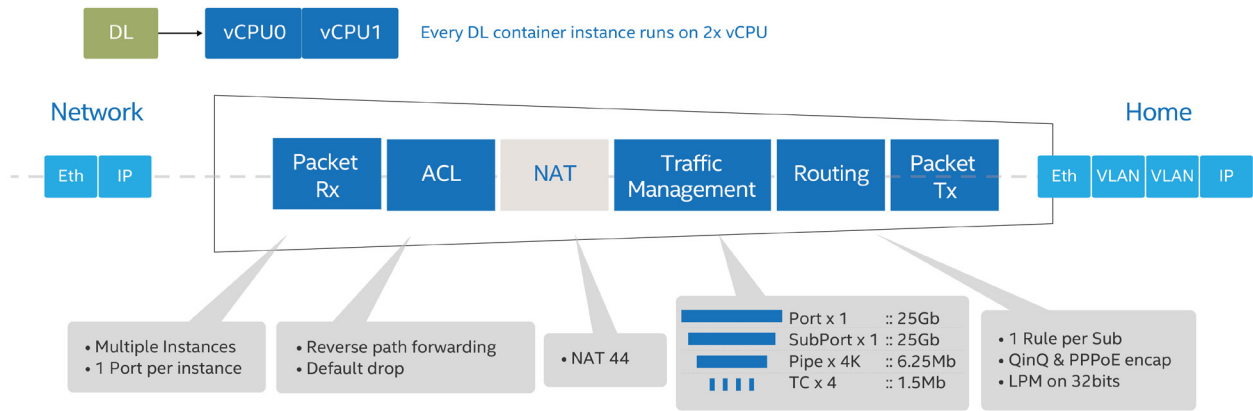 DL
vCPU0
vCPU1
Every DL container instance runs on 2x vCPU
Network
Home
Eth
IP
Packet
Rx
ACL
NAT
Traffic
Management
Routing
Packet
Tx
Eth
VLAN
VLAN
IP
• Multiple Instances
• 1 Port per instance
• Reverse path forwarding
• Default drop
• NAT 44
Port x 1 :: 25Gb
SubPort x 1 :: 25Gb
Pipe x 4K :: 6.25Mb
TC x 4 :: 1.5Mb
• 1 Rule per Sub
• QinQ & PPPoE encap
• LPM on 32bits